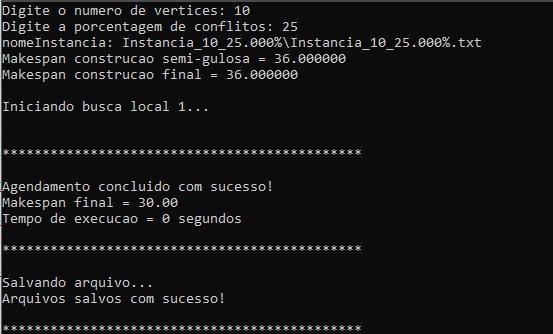 Digite o numero de vertices: 10
Digite a porcentagem de conflitos: 25
nomeInstancia: Instancia_10_25.000%\Instancia_10_25.000%.txt
Makespan construcao semi-gulosa = 36.000000
Makespan construcao final = 36.000000
Iniciando busca local 1...
*********************************************
Agendamento concluido com sucesso!
Makespan final = 30.00
Tempo de execucao = 0 segundos
*********************************************
Salvando arquivo...
Arquivos salvos com sucesso!
*********************************************